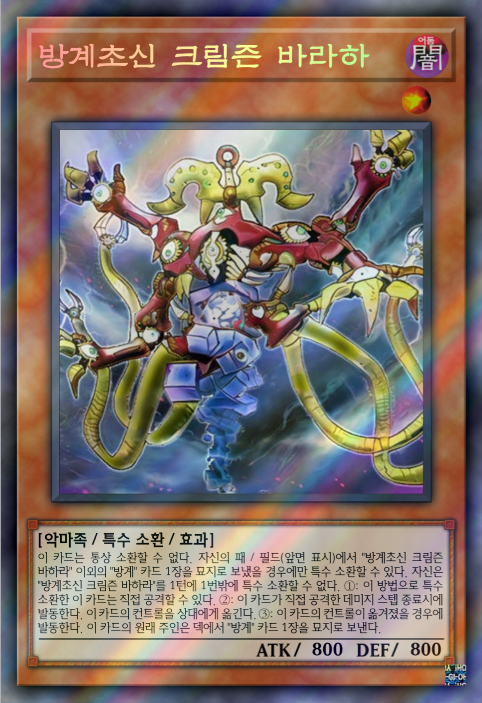 방계초신 크림즌 바라하
어둠
闇
[악마족 / 특수 소환 / 효과]
이 카드는 통상 소환할 수 없다. 자신의 패 / 필드(앞면 표시)에서 "방계초신 크림즌
바하라" 이외의 "방계" 카드 1장을 묘지로 보냈을 경우에만 특수 소환할 수 있다. 자신은
"방계초신 크림즌 바하라"를 1턴에 1번밖에 특수 소환할 수 없다. ①: 이 방법으로 특수
소환한 이 카드는 직접 공격할 수 있다. ②: 이 카드가 직접 공격한 데미지 스텝 종료시에
발동한다. 이 카드의 컨트롤을 상대에게 옮긴다. ③: 이 카드의 컨트롤이 옮겨졌을 경우에
발동한다. 이 카드의 원래 주인은 덱에서 "방계" 카드 1장을 묘지로 보낸다.
ATK/ 800 DEF/ 800